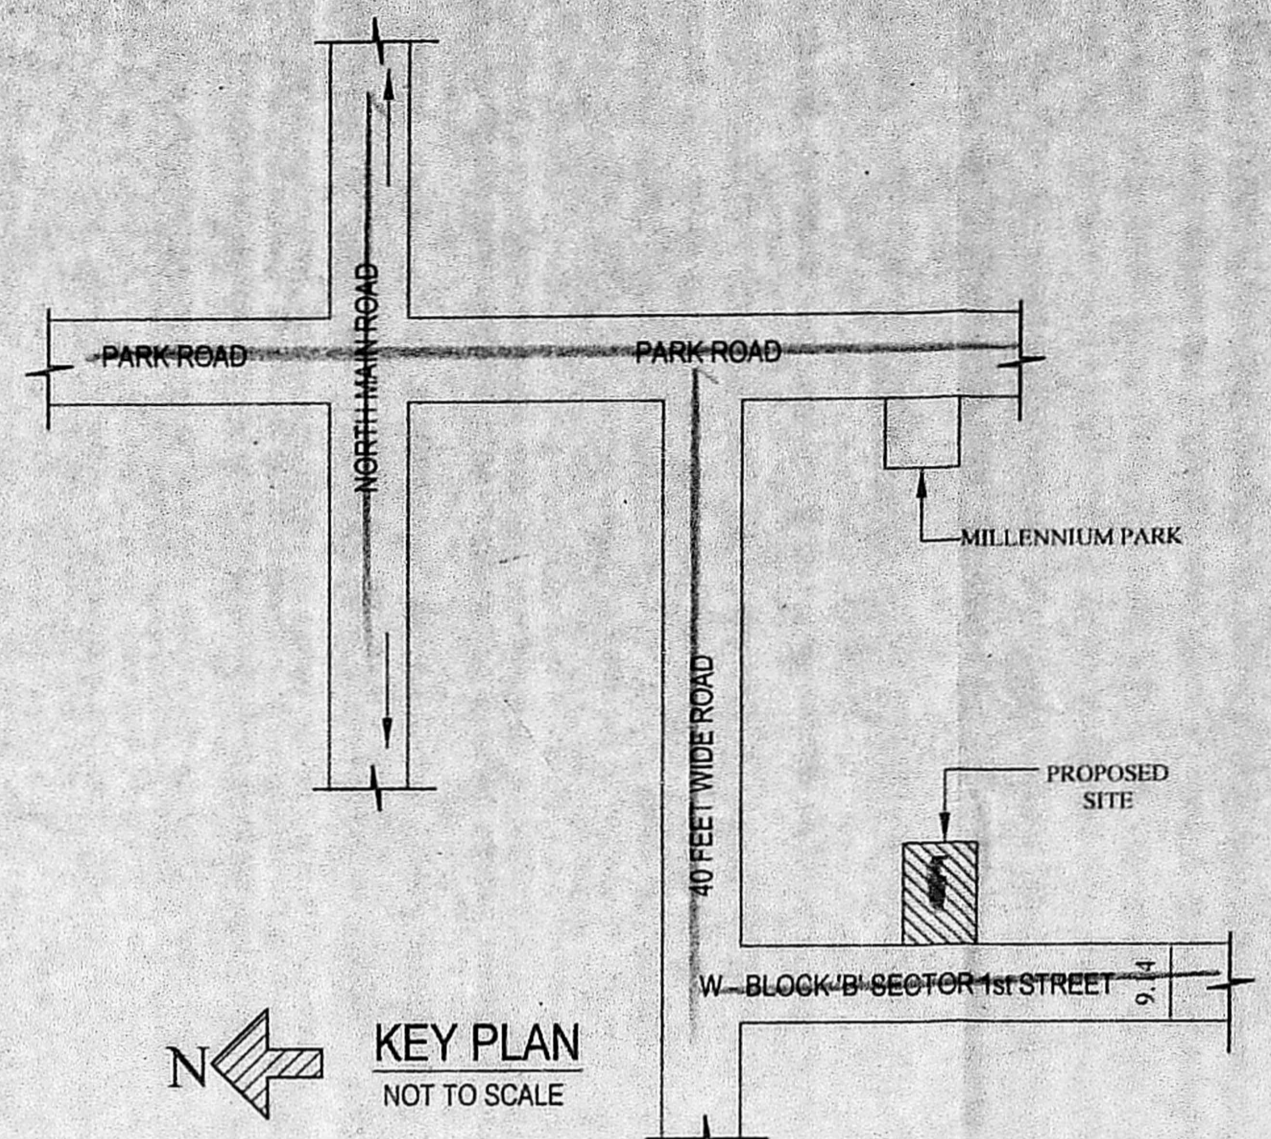 NORTH MAIN ROAD
PARK ROAD
PARK ROAD
MILLENNIUM PARK
40 FEET WIDE ROAD
PROPOSED
SITE
W - BLOCK 'B' SECTOR 1st STREET
9.14
N
KEY PLAN
NOT TO SCALE